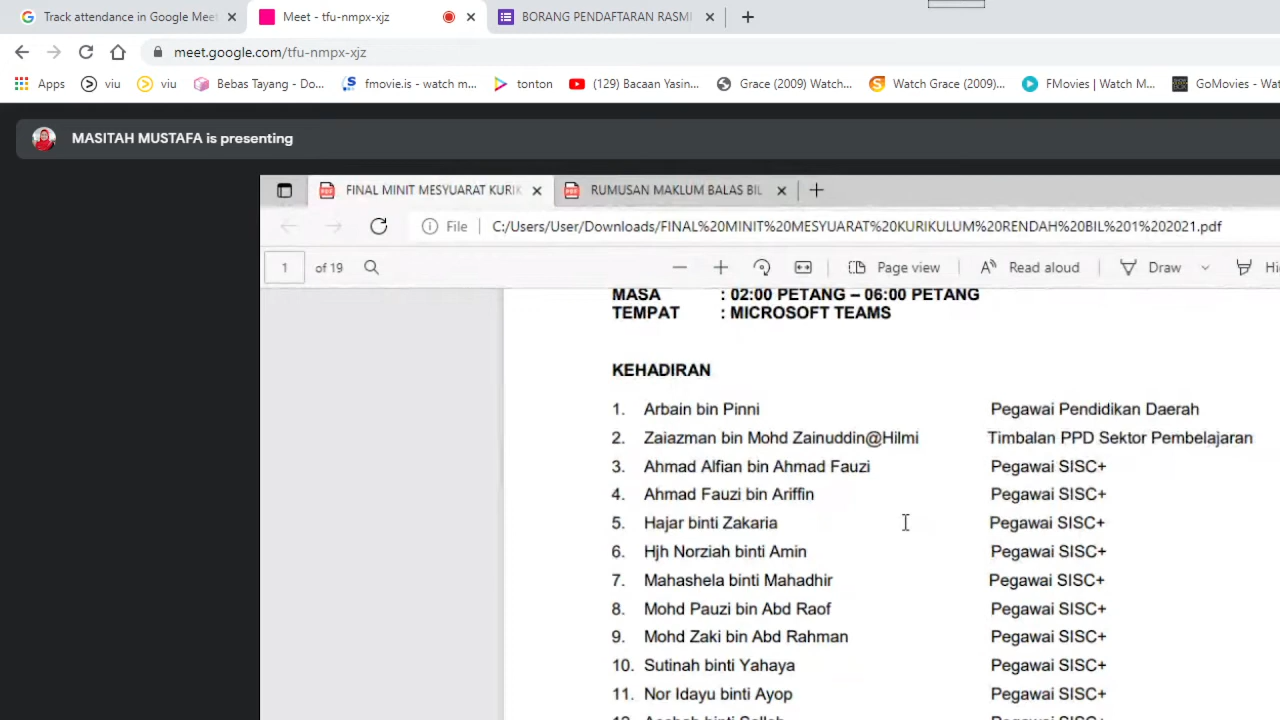 Track attendance in Google Meet
Meet - tfu-nmpx-xjz
BORANG PENDAFTARAN RASMI
meet.google.com/tfu-nmpx-xjz
Apps
viu
viu
Bebas Tayang - Do...
fmovie.is - watch m...
tonton
(129) Bacaan Yasin...
Grace (2009) Watch...
Watch Grace (2009)...
FMovies | Watch M...
GoMovies - Wat
MASITAH MUSTAFA is presenting
FINAL MINIT MESYUARAT KURIK
RUMUSAN MAKLUM BALAS BIL
File
C:/Users/User/Downloads/FINAL%20MINIT%20MESYUARAT%20KURIKULUM%20RENDAH%20BIL%201%202021.pdf
1 of 19
Page view
Read aloud
Draw
MASA : 02:00 PETANG – 06:00 PETANG
TEMPAT : MICROSOFT TEAMS
KEHADIRAN
1. Arbain bin Pinni Pegawai Pendidikan Daerah
2. Zaiazman bin Mohd Zainuddin@Hilmi Timbalan PPD Sektor Pembelajaran
3. Ahmad Alfian bin Ahmad Fauzi Pegawai SISC+
4. Ahmad Fauzi bin Ariffin Pegawai SISC+
5. Hajar binti Zakaria Pegawai SISC+
6. Hjh Norziah binti Amin Pegawai SISC+
7. Mahashela binti Mahadhir Pegawai SISC+
8. Mohd Pauzi bin Abd Raof Pegawai SISC+
9. Mohd Zaki bin Abd Rahman Pegawai SISC+
10. Sutinah binti Yahaya Pegawai SISC+
11. Nor Idayu binti Ayop Pegawai SISC+